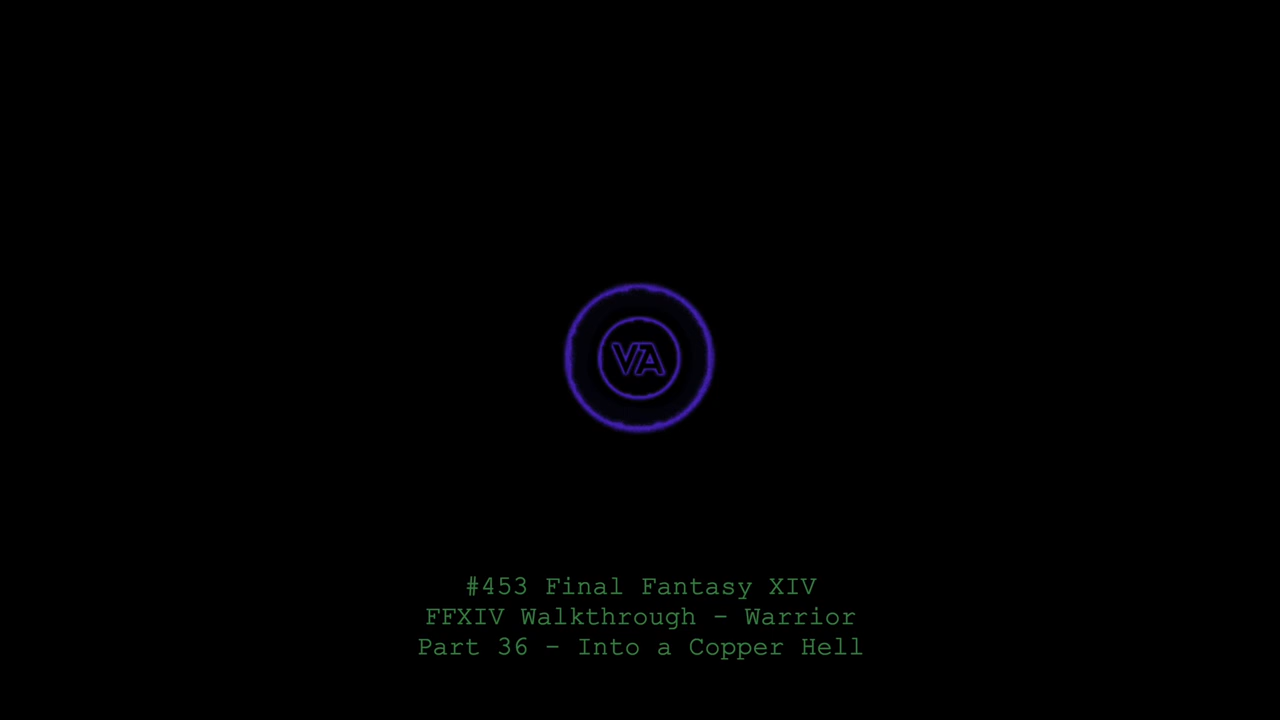 VA
#453 Final Fantasy XIV
FFXIV Walkthrough - Warrior
Part 36 - Into a Copper Hell